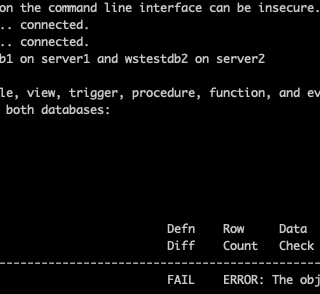 on the command line interface can be insecure.
.. connected.
.. connected.
b1 on server1 and wstestdb2 on server2
le, view, trigger, procedure, function, and ev
both databases:
Defn Row Data
Diff Count Check
---------------------------------------------
FAIL ERROR: The obj